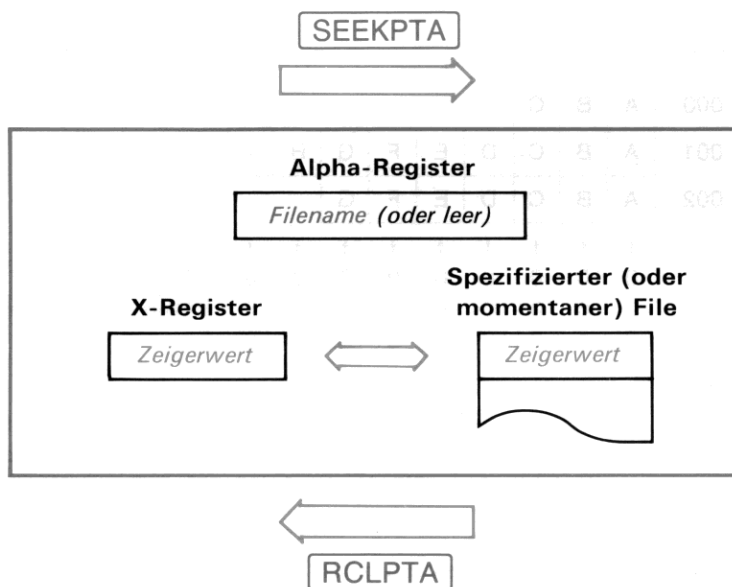 SEEKPTA
Alpha-Register
Filename (oder leer)
Spezifizierter (oder
momentaner) File
X-Register
Zeigerwert
Zeigerwert
RCLPTA